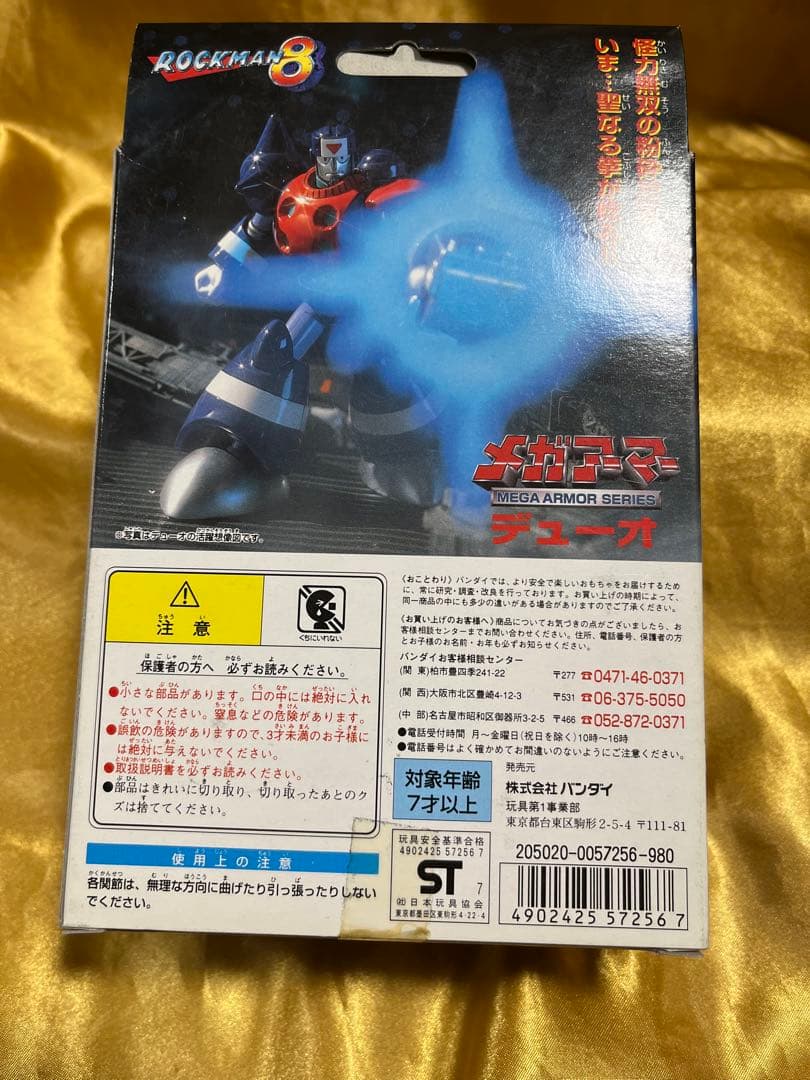 ROCKMAN 8
怪力無双の粉砕
いま…聖なる拳が
メガアーマー
MEGA ARMOR SERIES
デューオ
※写真はデューオの活躍想像図です。
注意
ちゅうい
くちにいれない
保護者の方へ 必ずお読みください。
●小さな部品があります。口の中には絶対に入れ
ないでください。窒息などの危険があります。
●誤飲の危険がありますので、3才未満のお子様に
は絶対に与えないでください。
●取扱説明書を必ずお読みください。
●部品はきれいに切り取り、切り取ったあとのク
ズは捨ててください。
使用上の注意
各関節は、無理な方向に曲げたり引っ張ったりしない
でください。
〈おことわり〉バンダイでは、より安全で楽しいおもちゃをお届けするため
に、常に研究・調査・改良を行っております。お買い上げの時期によって、
同一商品の中にも多少の違いがある場合がありますのでご了承ください。
〈お買い上げのお客様へ〉商品についてお気づきの点がございましたら、お
客様相談センターまでお問い合わせください。住所、電話番号、保護者の方
とお子様のお名前・お年も必ずお知らせください。
バンダイお客様相談センター
(関 東)柏市豊四季241-22 〒277 ☎0471-46-0371
(関 西)大阪市北区豊崎4-12-3 〒531 ☎06-375-5050
(中 部)名古屋市昭和区御器所3-2-5 〒466 ☎052-872-0371
●電話受付時間 月〜金曜日(祝日を除く)10時〜16時
●電話番号はよく確かめてお間違いのないようにご注意ください。
対象年齢
7才以上
発売元
株式会社 バンダイ
玩具第1事業部
東京都台東区駒形2-5-4 〒111-81
玩具安全基準合格
4902425 57256 7
ST 7
㈳日本玩具協会
東京都墨田区東駒形4-22-4
205020-0057256-980
4 902425 572567